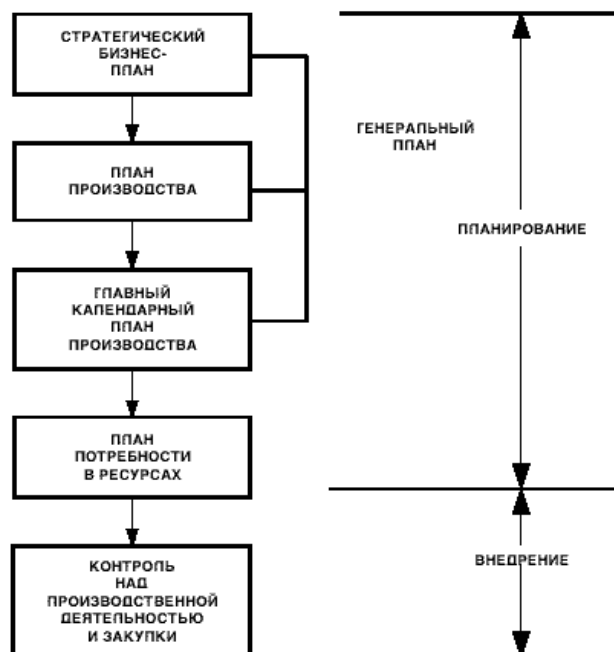 СТРАТЕГИЧЕСКИЙ
БИЗНЕС-
ПЛАН
ПЛАН
ПРОИЗВОДСТВА
ГЛАВНЫЙ
КАЛЕНДАРНЫЙ
ПЛАН
ПРОИЗВОДСТВА
ПЛАН
ПОТРЕБНОСТИ
В РЕСУРСАХ
КОНТРОЛЬ
НАД
ПРОИЗВОДСТВЕННОЙ
ДЕЯТЕЛЬНОСТЬЮ
И ЗАКУПКИ
ГЕНЕРАЛЬНЫЙ
ПЛАН
ПЛАНИРОВАНИЕ
ВНЕДРЕНИЕ